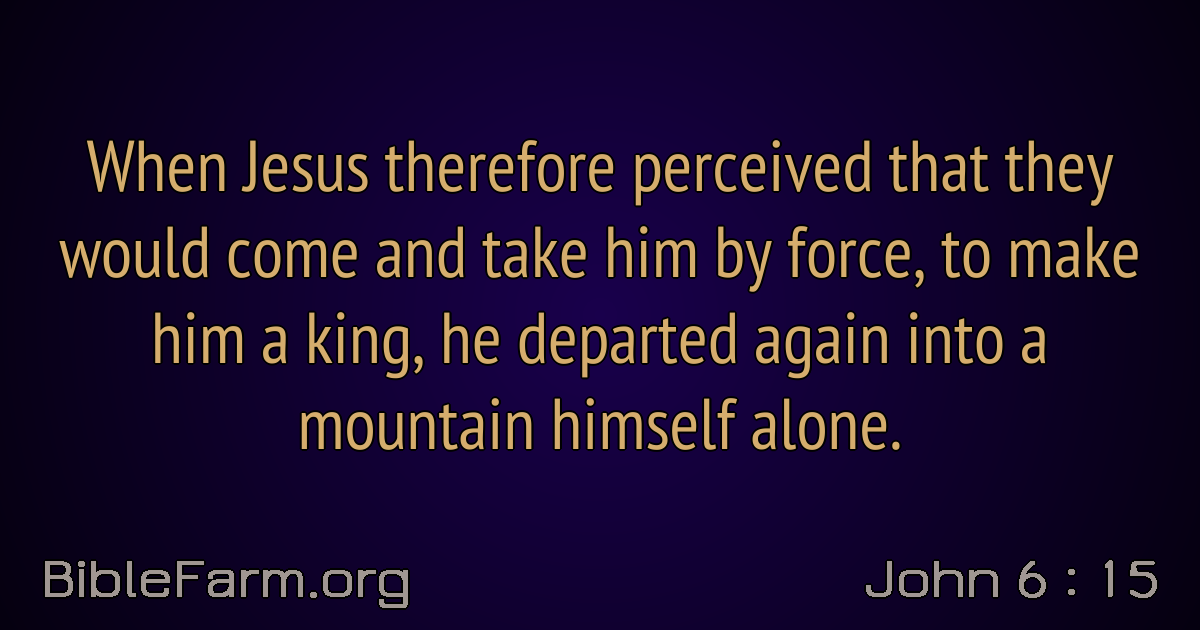 When Jesus therefore perceived that they
would come and take him by force, to make
him a king, he departed again into a
mountain himself alone.
BibleFarm.org
John 6 : 15